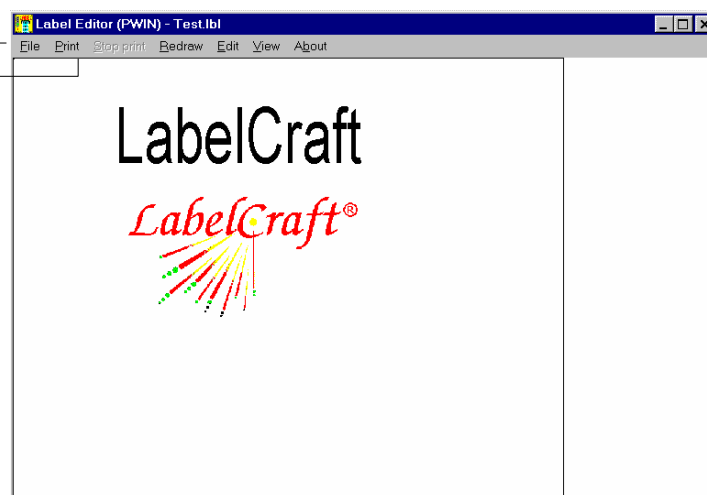 Label Editor (PWIN) - Test.lbl
File Print Stop print Redraw Edit View About
LabelCraft
LabelCraft®